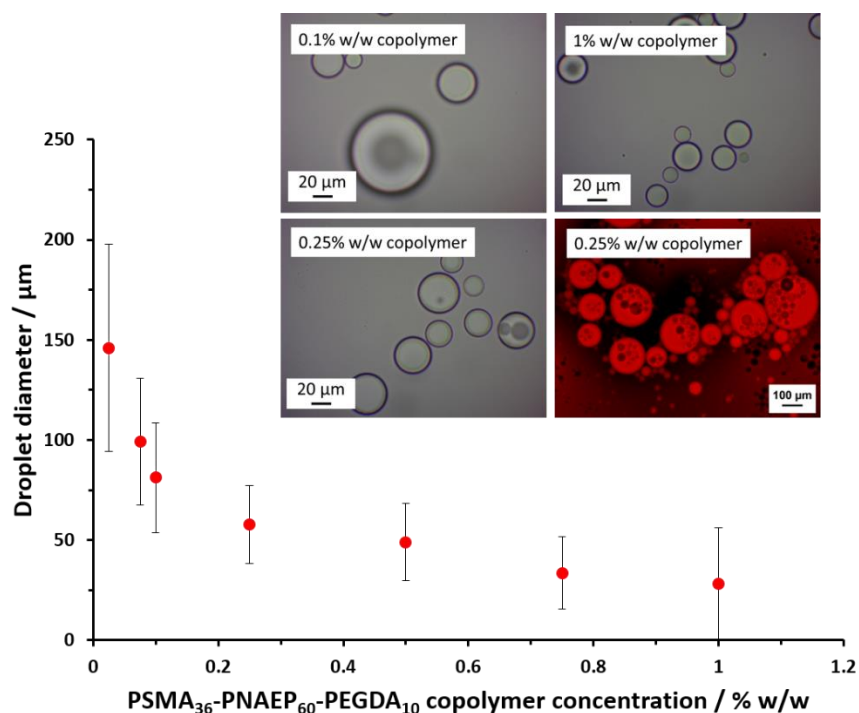 0.1% w/w copolymer
1% w/w copolymer
20 µm
20 µm
0.25% w/w copolymer
0.25% w/w copolymer
20 µm
100 µm
250
200
150
100
50
0
Droplet diameter / µm
0
0.2
0.4
0.6
0.8
1
1.2
PSMA₃₆-PNAEP₆₀-PEGDA₁₀ copolymer concentration / % w/w